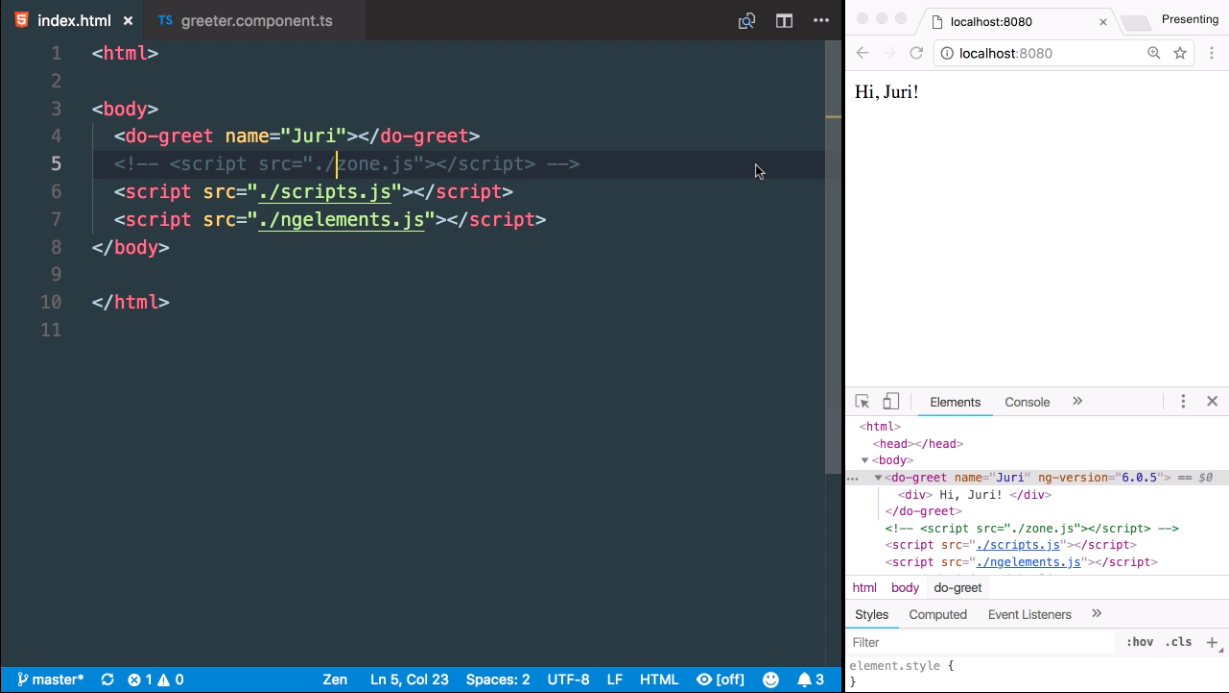 index.html ×
TS greeter.component.ts
1 <html>
2
3 <body>
4 <do-greet name="Juri"></do-greet>
5 <!-- <script src="./zone.js"></script> -->
6 <script src="./scripts.js"></script>
7 <script src="./ngelements.js"></script>
8 </body>
9
10 </html>
11
master* 1 0 Zen Ln 5, Col 23 Spaces: 2 UTF-8 LF HTML [off] 3
localhost:8080 × Presenting
localhost:8080
Hi, Juri!
Elements Console »
<html>
<head></head>
<body>
<do-greet name="Juri" ng-version="6.0.5"> == $0
<div> Hi, Juri! </div>
</do-greet>
<!-- <script src="./zone.js"></script> -->
<script src="./scripts.js"></script>
<script src="./ngelements.js"></script>
html body do-greet
Styles Computed Event Listeners »
Filter :hov .cls +
element.style {
}